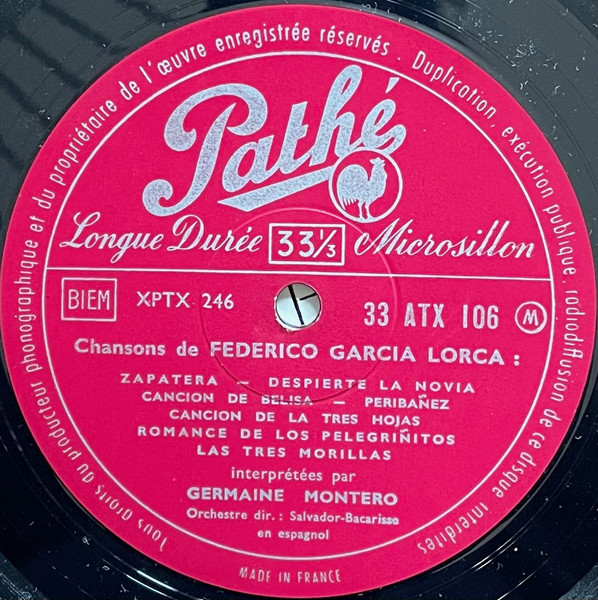 Tous droits du producteur phonographique et du propriétaire de l'œuvre enregistrée réservés. Duplication, exécution publique, radiodiffusion de ce disque interdites
Pathé
Longue Durée 33⅓ Microsillon
BIEM XPTX 246 33 ATX 106 M
Chansons de FEDERICO GARCIA LORCA :
ZAPATERA — DESPIERTE LA NOVIA
CANCION DE BELISA — PERIBAÑEZ
CANCION DE LA TRES HOJAS
ROMANCE DE LOS PELEGRIÑITOS
LAS TRES MORILLAS
interprétées par
GERMAINE MONTERO
Orchestre dir. : Salvador-Bacarisse
en espagnol
MADE IN FRANCE